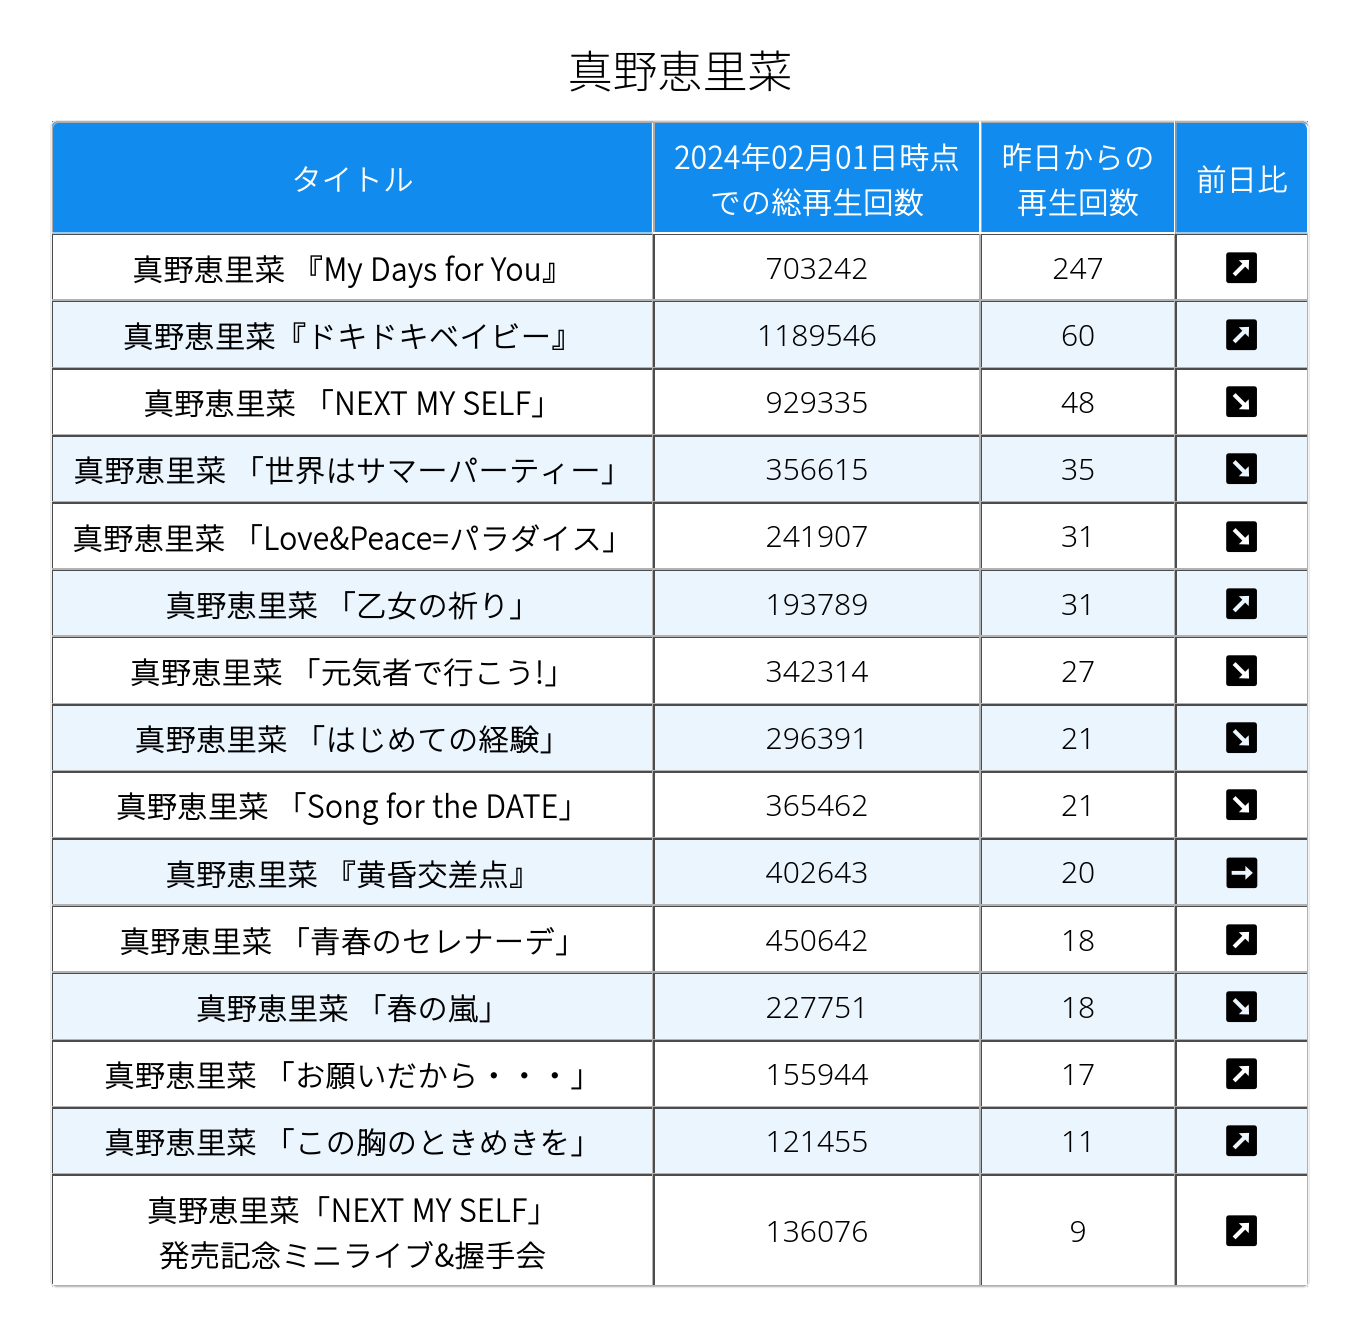 真野恵里菜
タイトル
2024年02月01日時点
での総再生回数
昨日からの
再生回数
前日比
真野恵里菜 『My Days for You』 703242 247 ↗
真野恵里菜『ドキドキベイビー』 1189546 60 ↗
真野恵里菜 「NEXT MY SELF」 929335 48 ↘
真野恵里菜 「世界はサマーパーティー」 356615 35 ↘
真野恵里菜 「Love&Peace=パラダイス」 241907 31 ↘
真野恵里菜 「乙女の祈り」 193789 31 ↗
真野恵里菜 「元気者で行こう!」 342314 27 ↘
真野恵里菜 「はじめての経験」 296391 21 ↘
真野恵里菜 「Song for the DATE」 365462 21 ↘
真野恵里菜 『黄昏交差点』 402643 20 →
真野恵里菜 「青春のセレナーデ」 450642 18 ↗
真野恵里菜 「春の嵐」 227751 18 ↘
真野恵里菜 「お願いだから・・・」 155944 17 ↗
真野恵里菜 「この胸のときめきを」 121455 11 ↗
真野恵里菜「NEXT MY SELF」
発売記念ミニライブ&握手会 136076 9 ↗